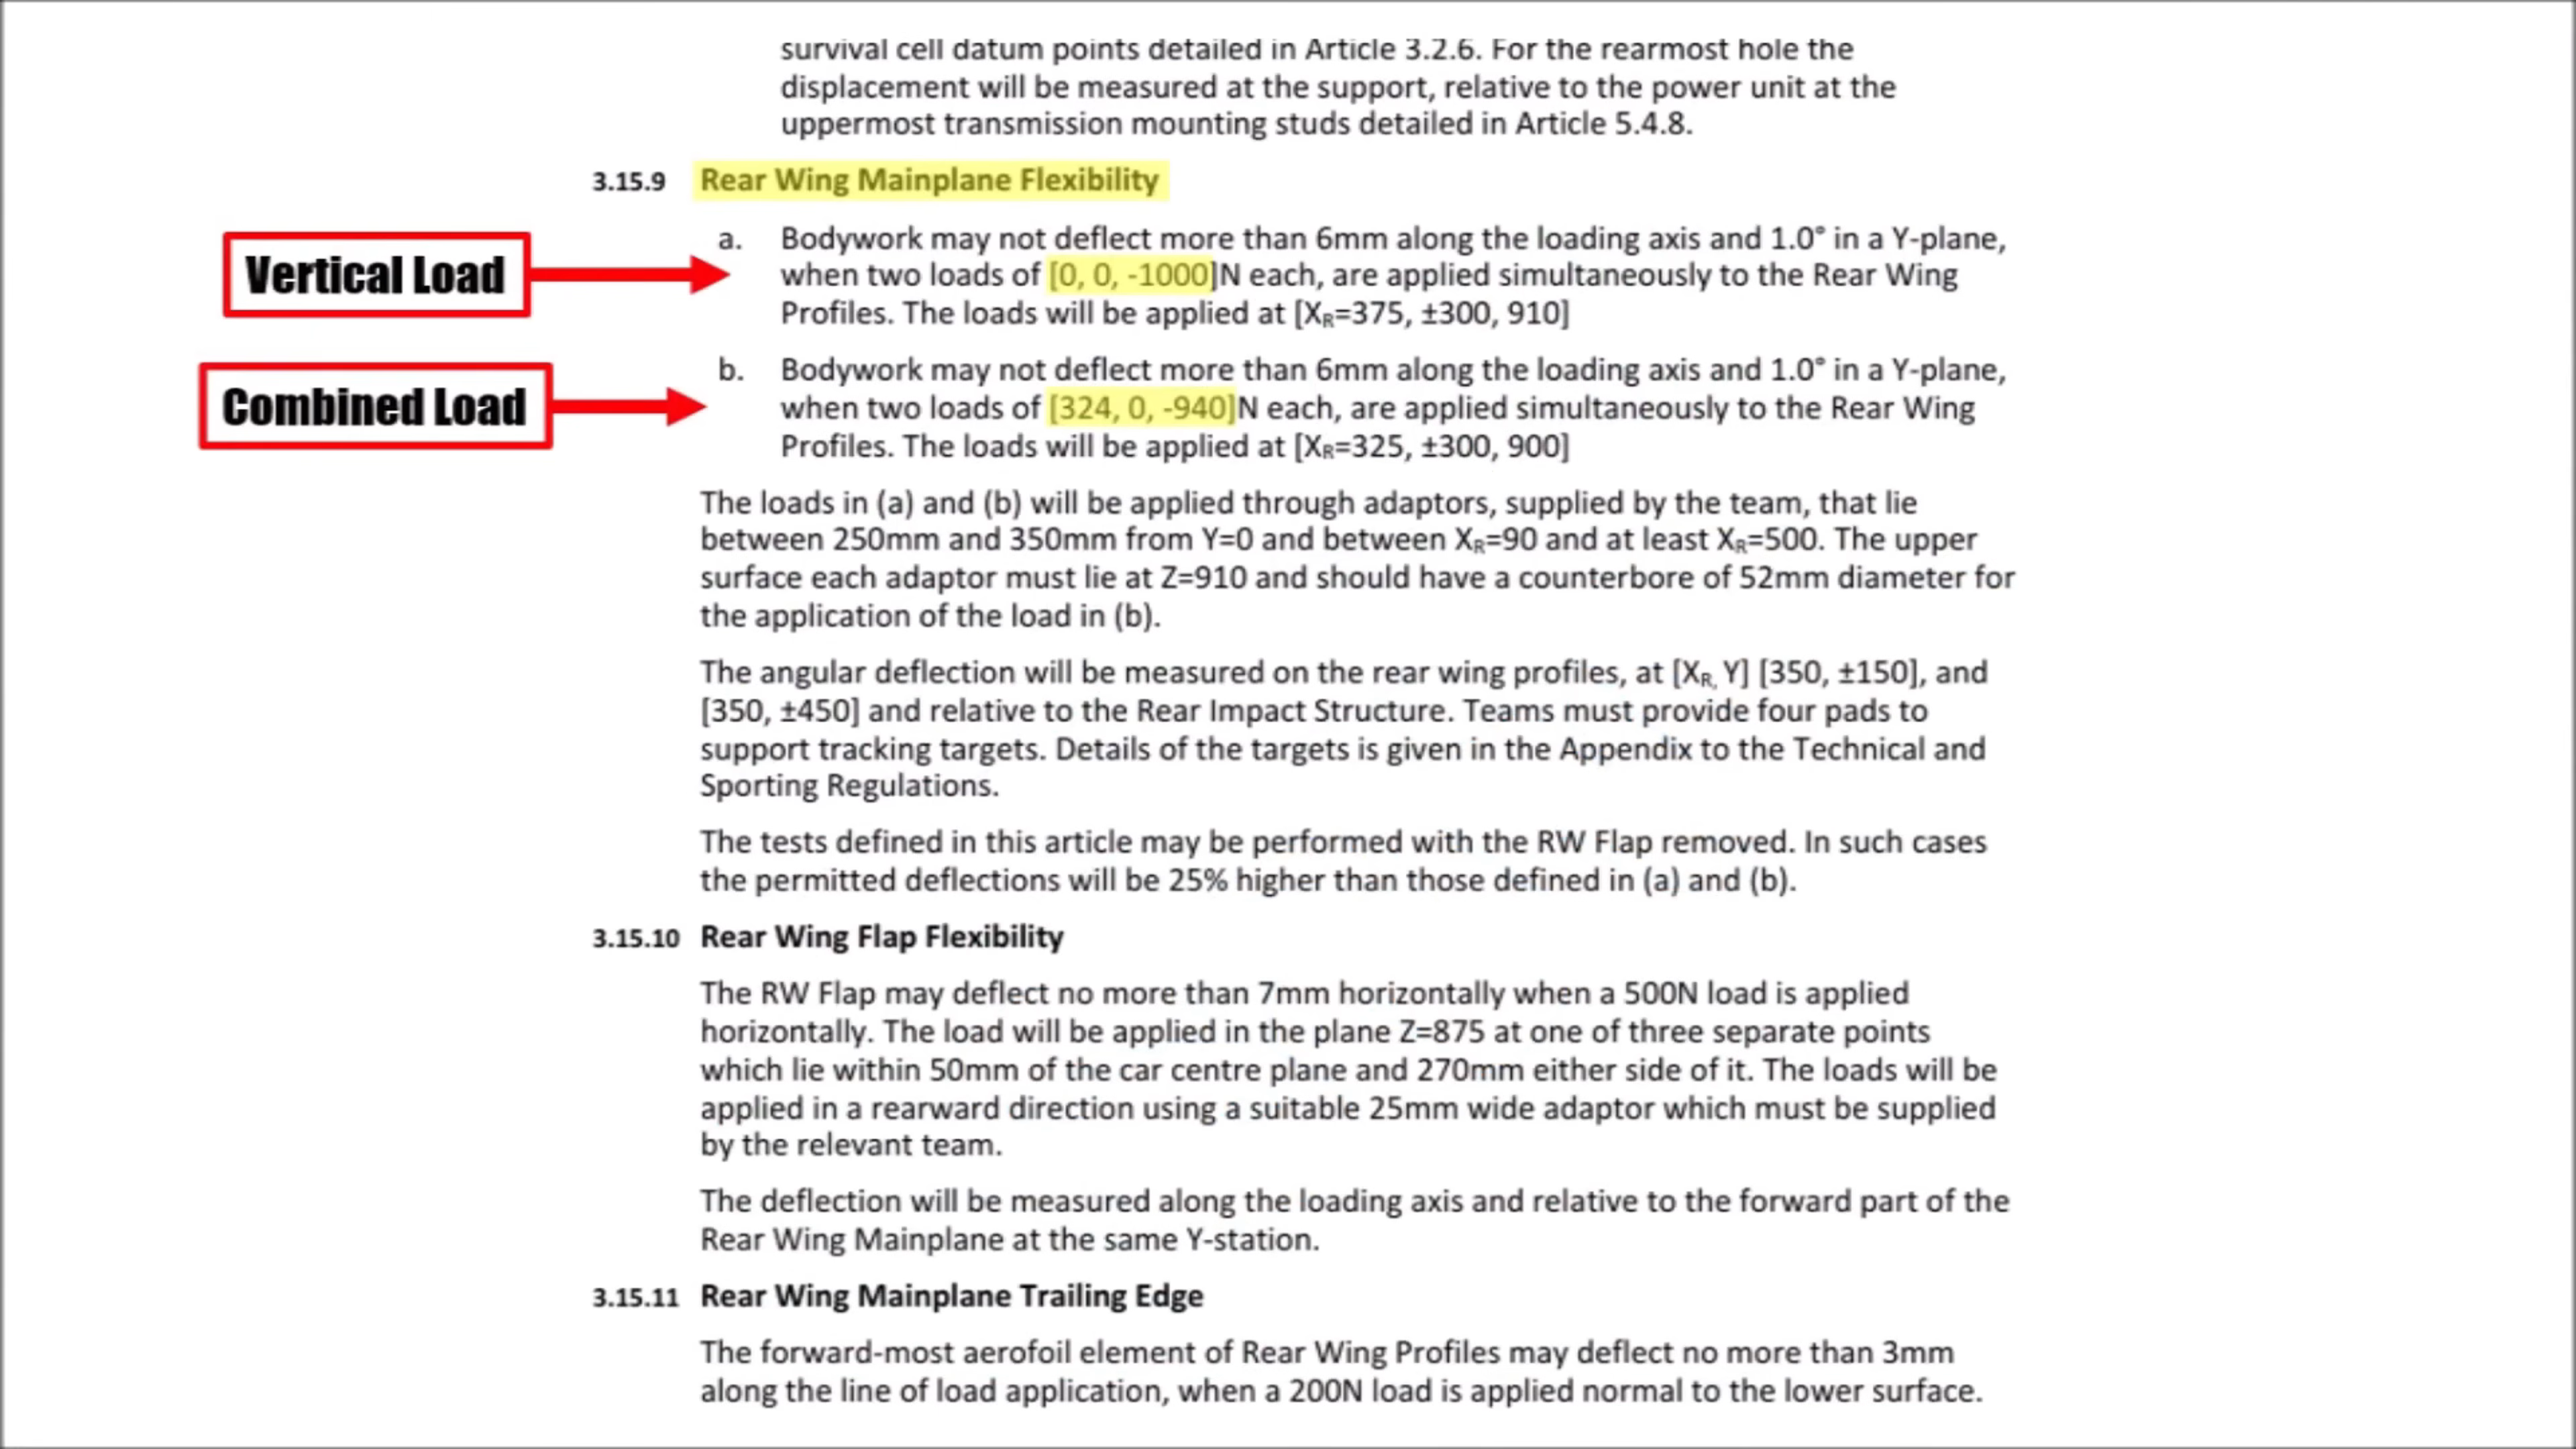 survival cell datum points detailed in Article 3.2.6. For the rearmost hole the
displacement will be measured at the support, relative to the power unit at the
uppermost transmission mounting studs detailed in Article 5.4.8.
3.15.9 Rear Wing Mainplane Flexibility
Vertical Load
a. Bodywork may not deflect more than 6mm along the loading axis and 1.0° in a Y-plane,
when two loads of [0, 0, -1000]N each, are applied simultaneously to the Rear Wing
Profiles. The loads will be applied at [XR=375, ±300, 910]
Combined Load
b. Bodywork may not deflect more than 6mm along the loading axis and 1.0° in a Y-plane,
when two loads of [324, 0, -940]N each, are applied simultaneously to the Rear Wing
Profiles. The loads will be applied at [XR=325, ±300, 900]
The loads in (a) and (b) will be applied through adaptors, supplied by the team, that lie
between 250mm and 350mm from Y=0 and between XR=90 and at least XR=500. The upper
surface each adaptor must lie at Z=910 and should have a counterbore of 52mm diameter for
the application of the load in (b).
The angular deflection will be measured on the rear wing profiles, at [XR, Y] [350, ±150], and
[350, ±450] and relative to the Rear Impact Structure. Teams must provide four pads to
support tracking targets. Details of the targets is given in the Appendix to the Technical and
Sporting Regulations.
The tests defined in this article may be performed with the RW Flap removed. In such cases
the permitted deflections will be 25% higher than those defined in (a) and (b).
3.15.10 Rear Wing Flap Flexibility
The RW Flap may deflect no more than 7mm horizontally when a 500N load is applied
horizontally. The load will be applied in the plane Z=875 at one of three separate points
which lie within 50mm of the car centre plane and 270mm either side of it. The loads will be
applied in a rearward direction using a suitable 25mm wide adaptor which must be supplied
by the relevant team.
The deflection will be measured along the loading axis and relative to the forward part of the
Rear Wing Mainplane at the same Y-station.
3.15.11 Rear Wing Mainplane Trailing Edge
The forward-most aerofoil element of Rear Wing Profiles may deflect no more than 3mm
along the line of load application, when a 200N load is applied normal to the lower surface.